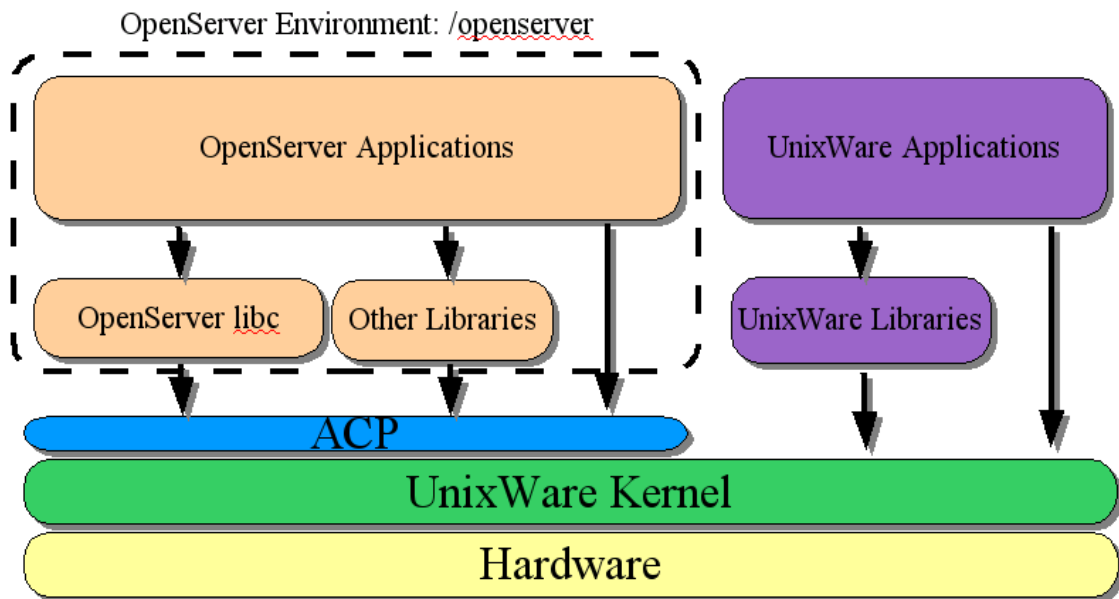 OpenServer Environment: /openserver
OpenServer Applications
UnixWare Applications
OpenServer libc
Other Libraries
UnixWare Libraries
ACP
UnixWare Kernel
Hardware